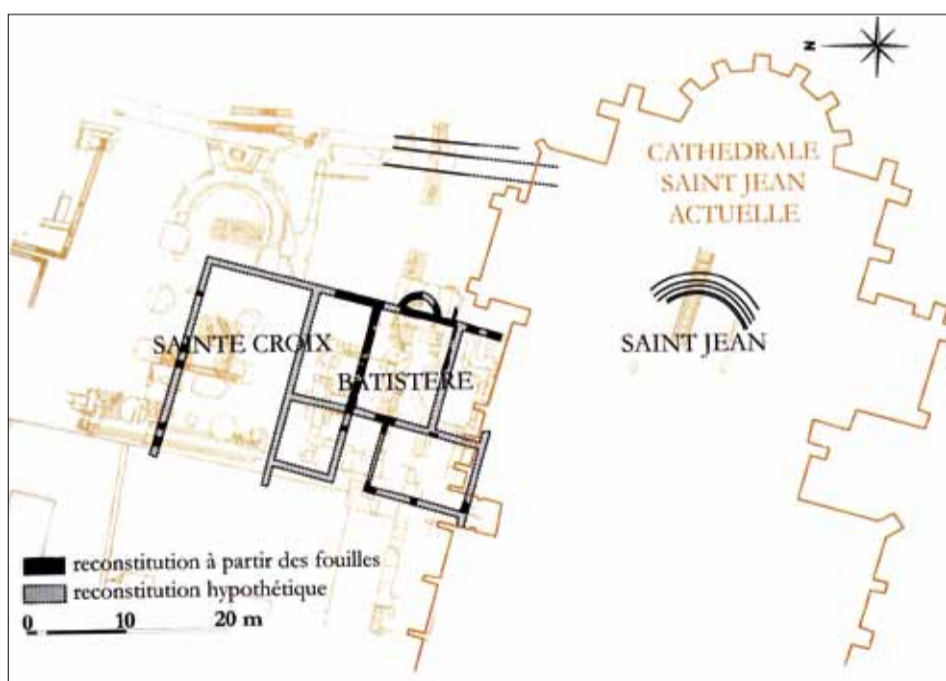 N
CATHEDRALE
SAINT JEAN
ACTUELLE
SAINTE CROIX
SAINT JEAN
BATISTERE
reconstitution à partir des fouilles
reconstitution hypothétique
0 10 20 m